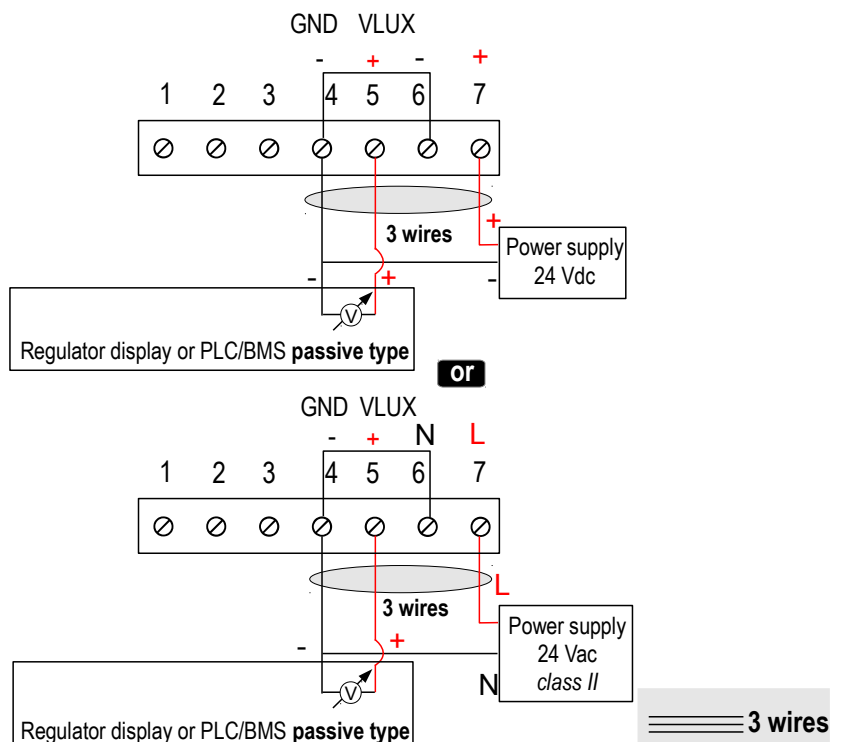 GND VLUX
- + - +
1 2 3 4 5 6 7
3 wires
+
Power supply
24 Vdc
- + -
V
Regulator display or PLC/BMS passive type
or
GND VLUX
- + N L
1 2 3 4 5 6 7
L
3 wires
Power supply
24 Vac
class II
- +
N
V
Regulator display or PLC/BMS passive type
3 wires